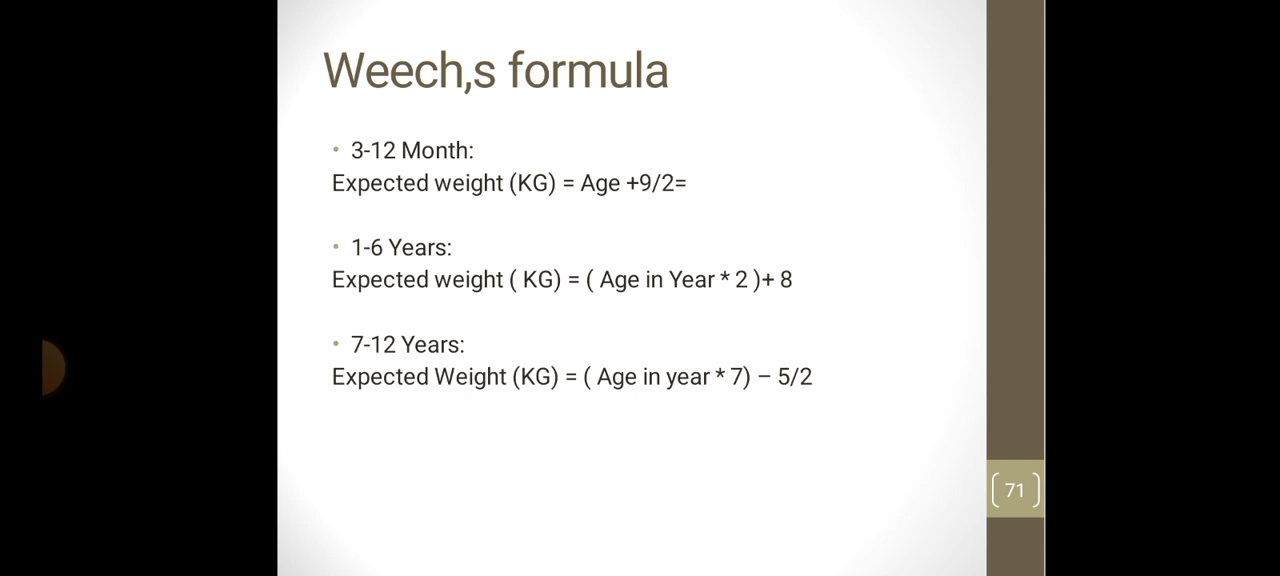 Weech,s formula
• 3-12 Month:
Expected weight (KG) = Age +9/2=
• 1-6 Years:
Expected weight ( KG) = ( Age in Year * 2 )+ 8
• 7-12 Years:
Expected Weight (KG) = ( Age in year * 7) – 5/2
71